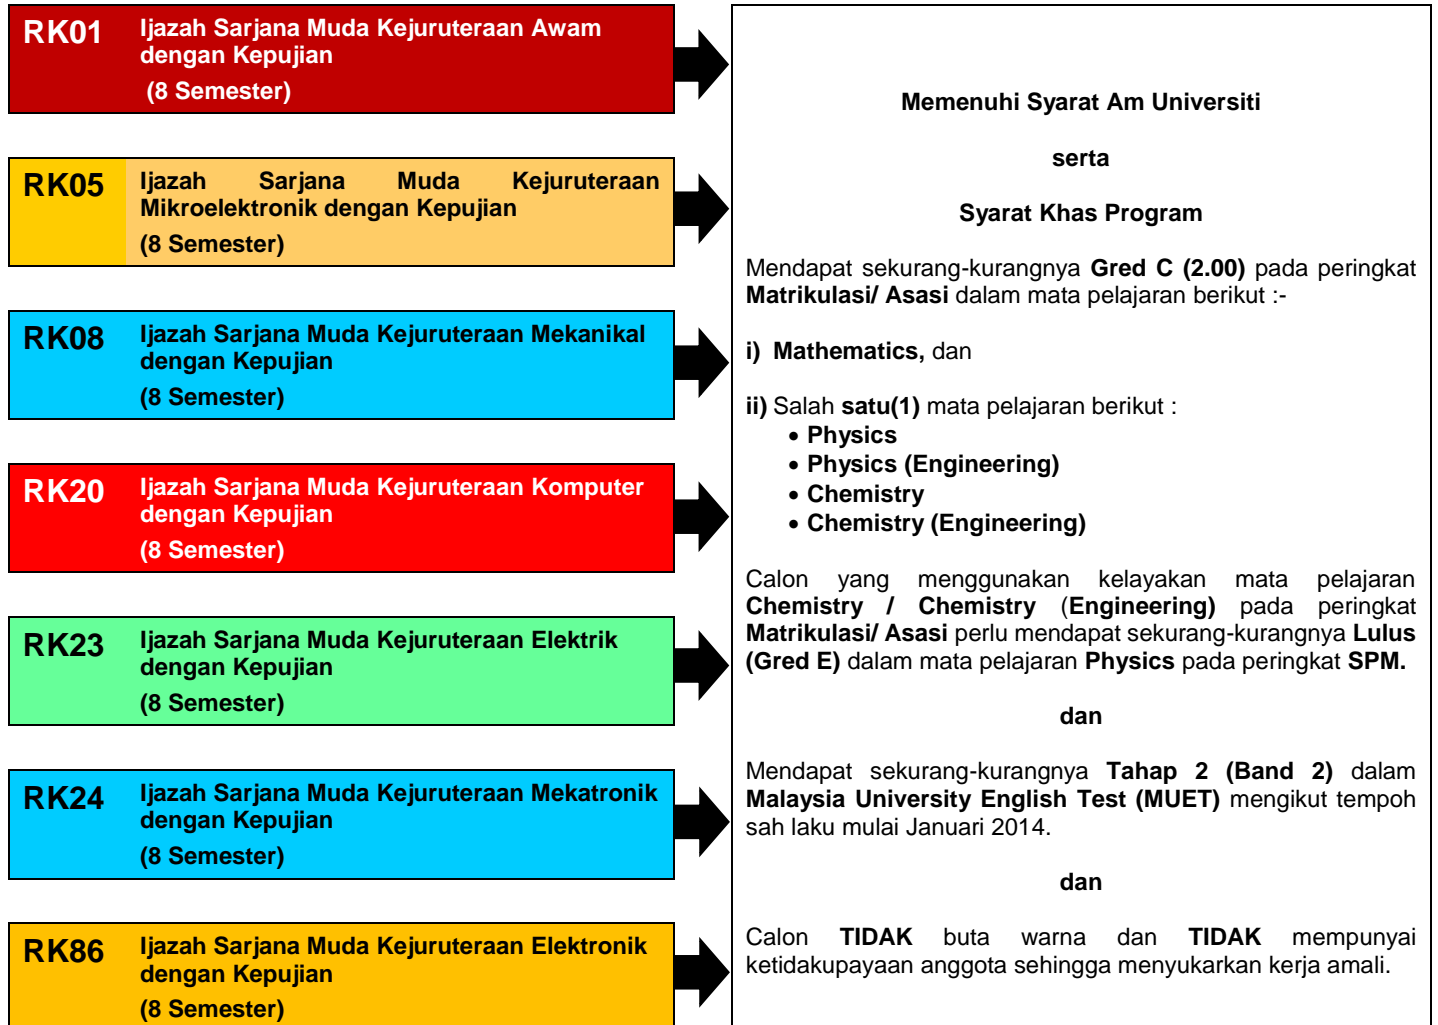 RK01 Ijazah Sarjana Muda Kejuruteraan Awam
dengan Kepujian
(8 Semester)
RK05 Ijazah Sarjana Muda Kejuruteraan
Mikroelektronik dengan Kepujian
(8 Semester)
RK08 Ijazah Sarjana Muda Kejuruteraan Mekanikal
dengan Kepujian
(8 Semester)
RK20 Ijazah Sarjana Muda Kejuruteraan Komputer
dengan Kepujian
(8 Semester)
RK23 Ijazah Sarjana Muda Kejuruteraan Elektrik
dengan Kepujian
(8 Semester)
RK24 Ijazah Sarjana Muda Kejuruteraan Mekatronik
dengan Kepujian
(8 Semester)
RK86 Ijazah Sarjana Muda Kejuruteraan Elektronik
dengan Kepujian
(8 Semester)
Memenuhi Syarat Am Universiti
serta
Syarat Khas Program
Mendapat sekurang-kurangnya Gred C (2.00) pada peringkat
Matrikulasi/ Asasi dalam mata pelajaran berikut :-
i) Mathematics, dan
ii) Salah satu(1) mata pelajaran berikut :
• Physics
• Physics (Engineering)
• Chemistry
• Chemistry (Engineering)
Calon yang menggunakan kelayakan mata pelajaran
Chemistry / Chemistry (Engineering) pada peringkat
Matrikulasi/ Asasi perlu mendapat sekurang-kurangnya Lulus
(Gred E) dalam mata pelajaran Physics pada peringkat SPM.
dan
Mendapat sekurang-kurangnya Tahap 2 (Band 2) dalam
Malaysia University English Test (MUET) mengikut tempoh
sah laku mulai Januari 2014.
dan
Calon TIDAK buta warna dan TIDAK mempunyai
ketidakupayaan anggota sehingga menyukarkan kerja amali.